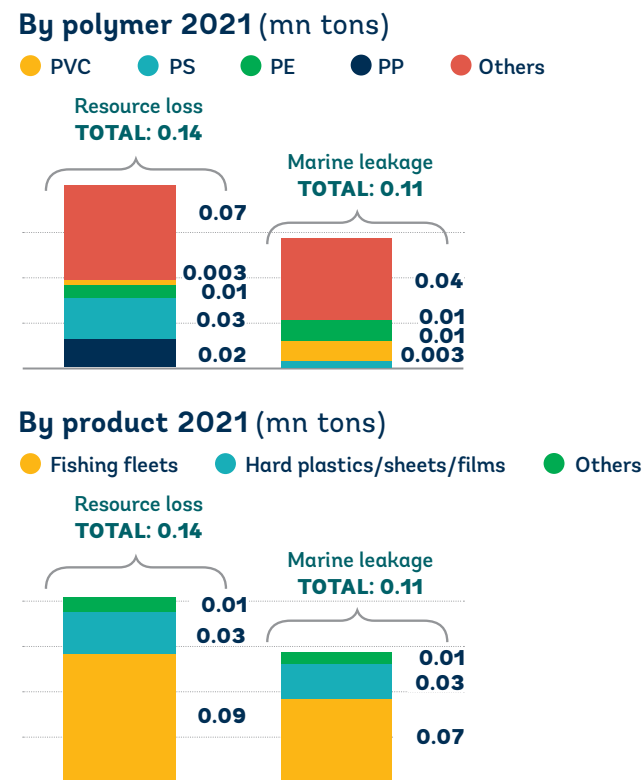 By polymer 2021 (mn tons)
PVC PS PE PP Others
Resource loss
TOTAL: 0.14
Marine leakage
TOTAL: 0.11
0.07
0.003
0.01
0.03
0.02
0.04
0.01
0.01
0.003
By product 2021 (mn tons)
Fishing fleets Hard plastics/sheets/films Others
Resource loss
TOTAL: 0.14
Marine leakage
TOTAL: 0.11
0.01
0.03
0.09
0.01
0.03
0.07